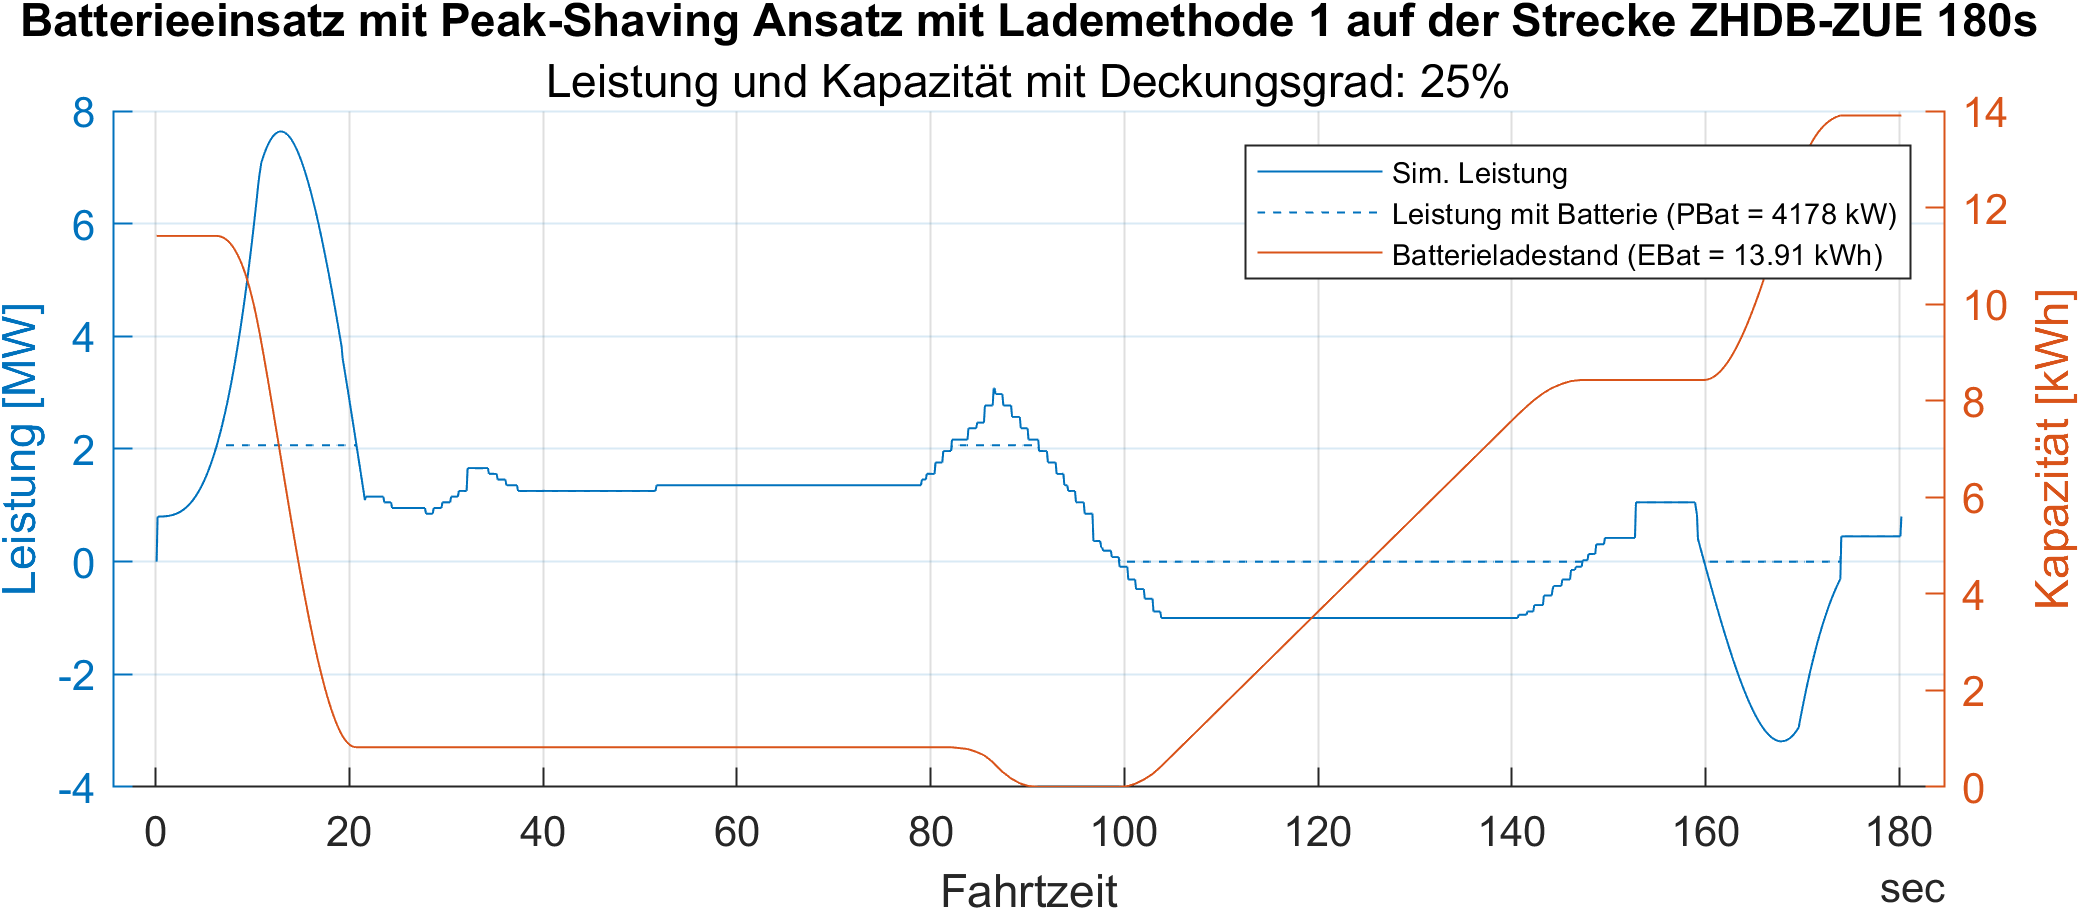 Batterieeinsatz mit Peak-Shaving Ansatz mit Lademethode 1 auf der Strecke ZHDB-ZUE 180s
Leistung und Kapazität mit Deckungsgrad: 25%
8
6
4
2
0
-2
-4
Leistung [MW]
Sim. Leistung
Leistung mit Batterie (PBat = 4178 kW)
Batterieladestand (EBat = 13.91 kWh)
14
12
10
8
6
4
2
0
Kapazität [kWh]
0 20 40 60 80 100 120 140 160 180
Fahrtzeit
sec